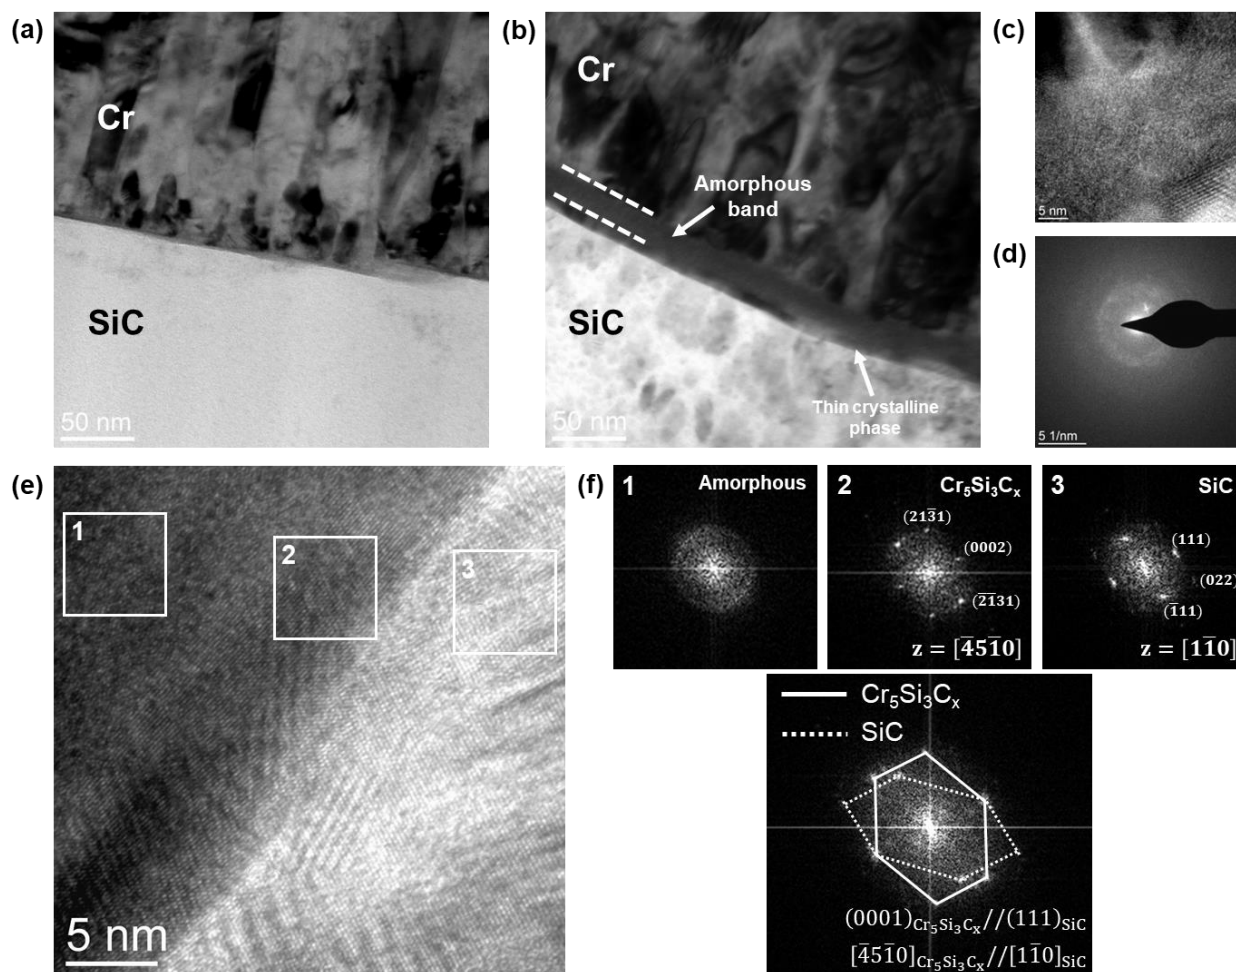 (a)
Cr
SiC
50 nm
(b)
Cr
Amorphous
band
SiC
Thin crystalline
phase
50 nm
(c)
5 nm
(d)
5 1/nm
(e)
1
2
3
5 nm
(f)
1
Amorphous
2
Cr₅Si₃Cₓ
(21̅3̅1)
(0002)
(2̅1̅31)
z = [4̅51̅0]
3
SiC
(111)
(022)
(1̅11)
z = [11̅0]
Cr₅Si₃Cₓ
SiC
(0001)Cr₅Si₃Cₓ//(111)SiC
[4̅51̅0]Cr₅Si₃Cₓ//[11̅0]SiC